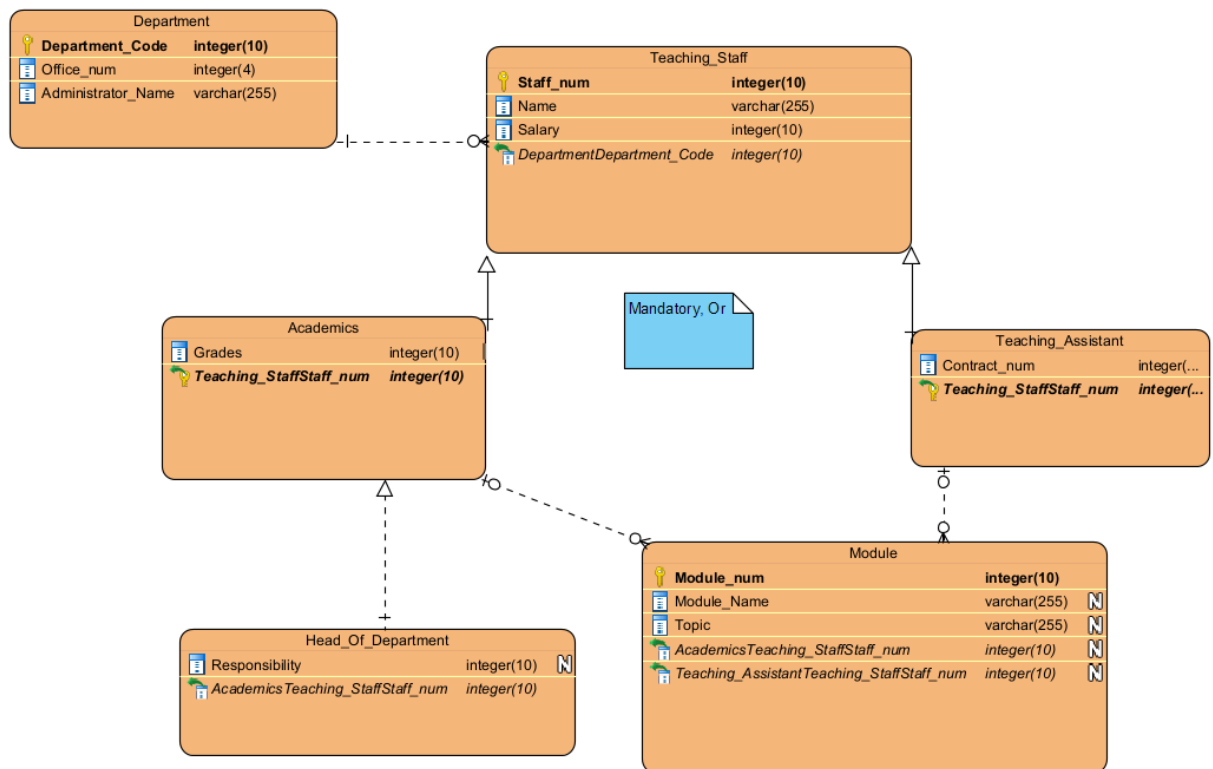 Department
Department_Code integer(10)
Office_num integer(4)
Administrator_Name varchar(255)
Teaching_Staff
Staff_num integer(10)
Name varchar(255)
Salary integer(10)
DepartmentDepartment_Code integer(10)
Mandatory, Or
Academics
Grades integer(10)
Teaching_StaffStaff_num integer(10)
Teaching_Assistant
Contract_num integer(...
Teaching_StaffStaff_num integer(...
Head_Of_Department
Responsibility integer(10) N
AcademicsTeaching_StaffStaff_num integer(10)
Module
Module_num integer(10)
Module_Name varchar(255) N
Topic varchar(255) N
AcademicsTeaching_StaffStaff_num integer(10) N
Teaching_AssistantTeaching_StaffStaff_num integer(10) N